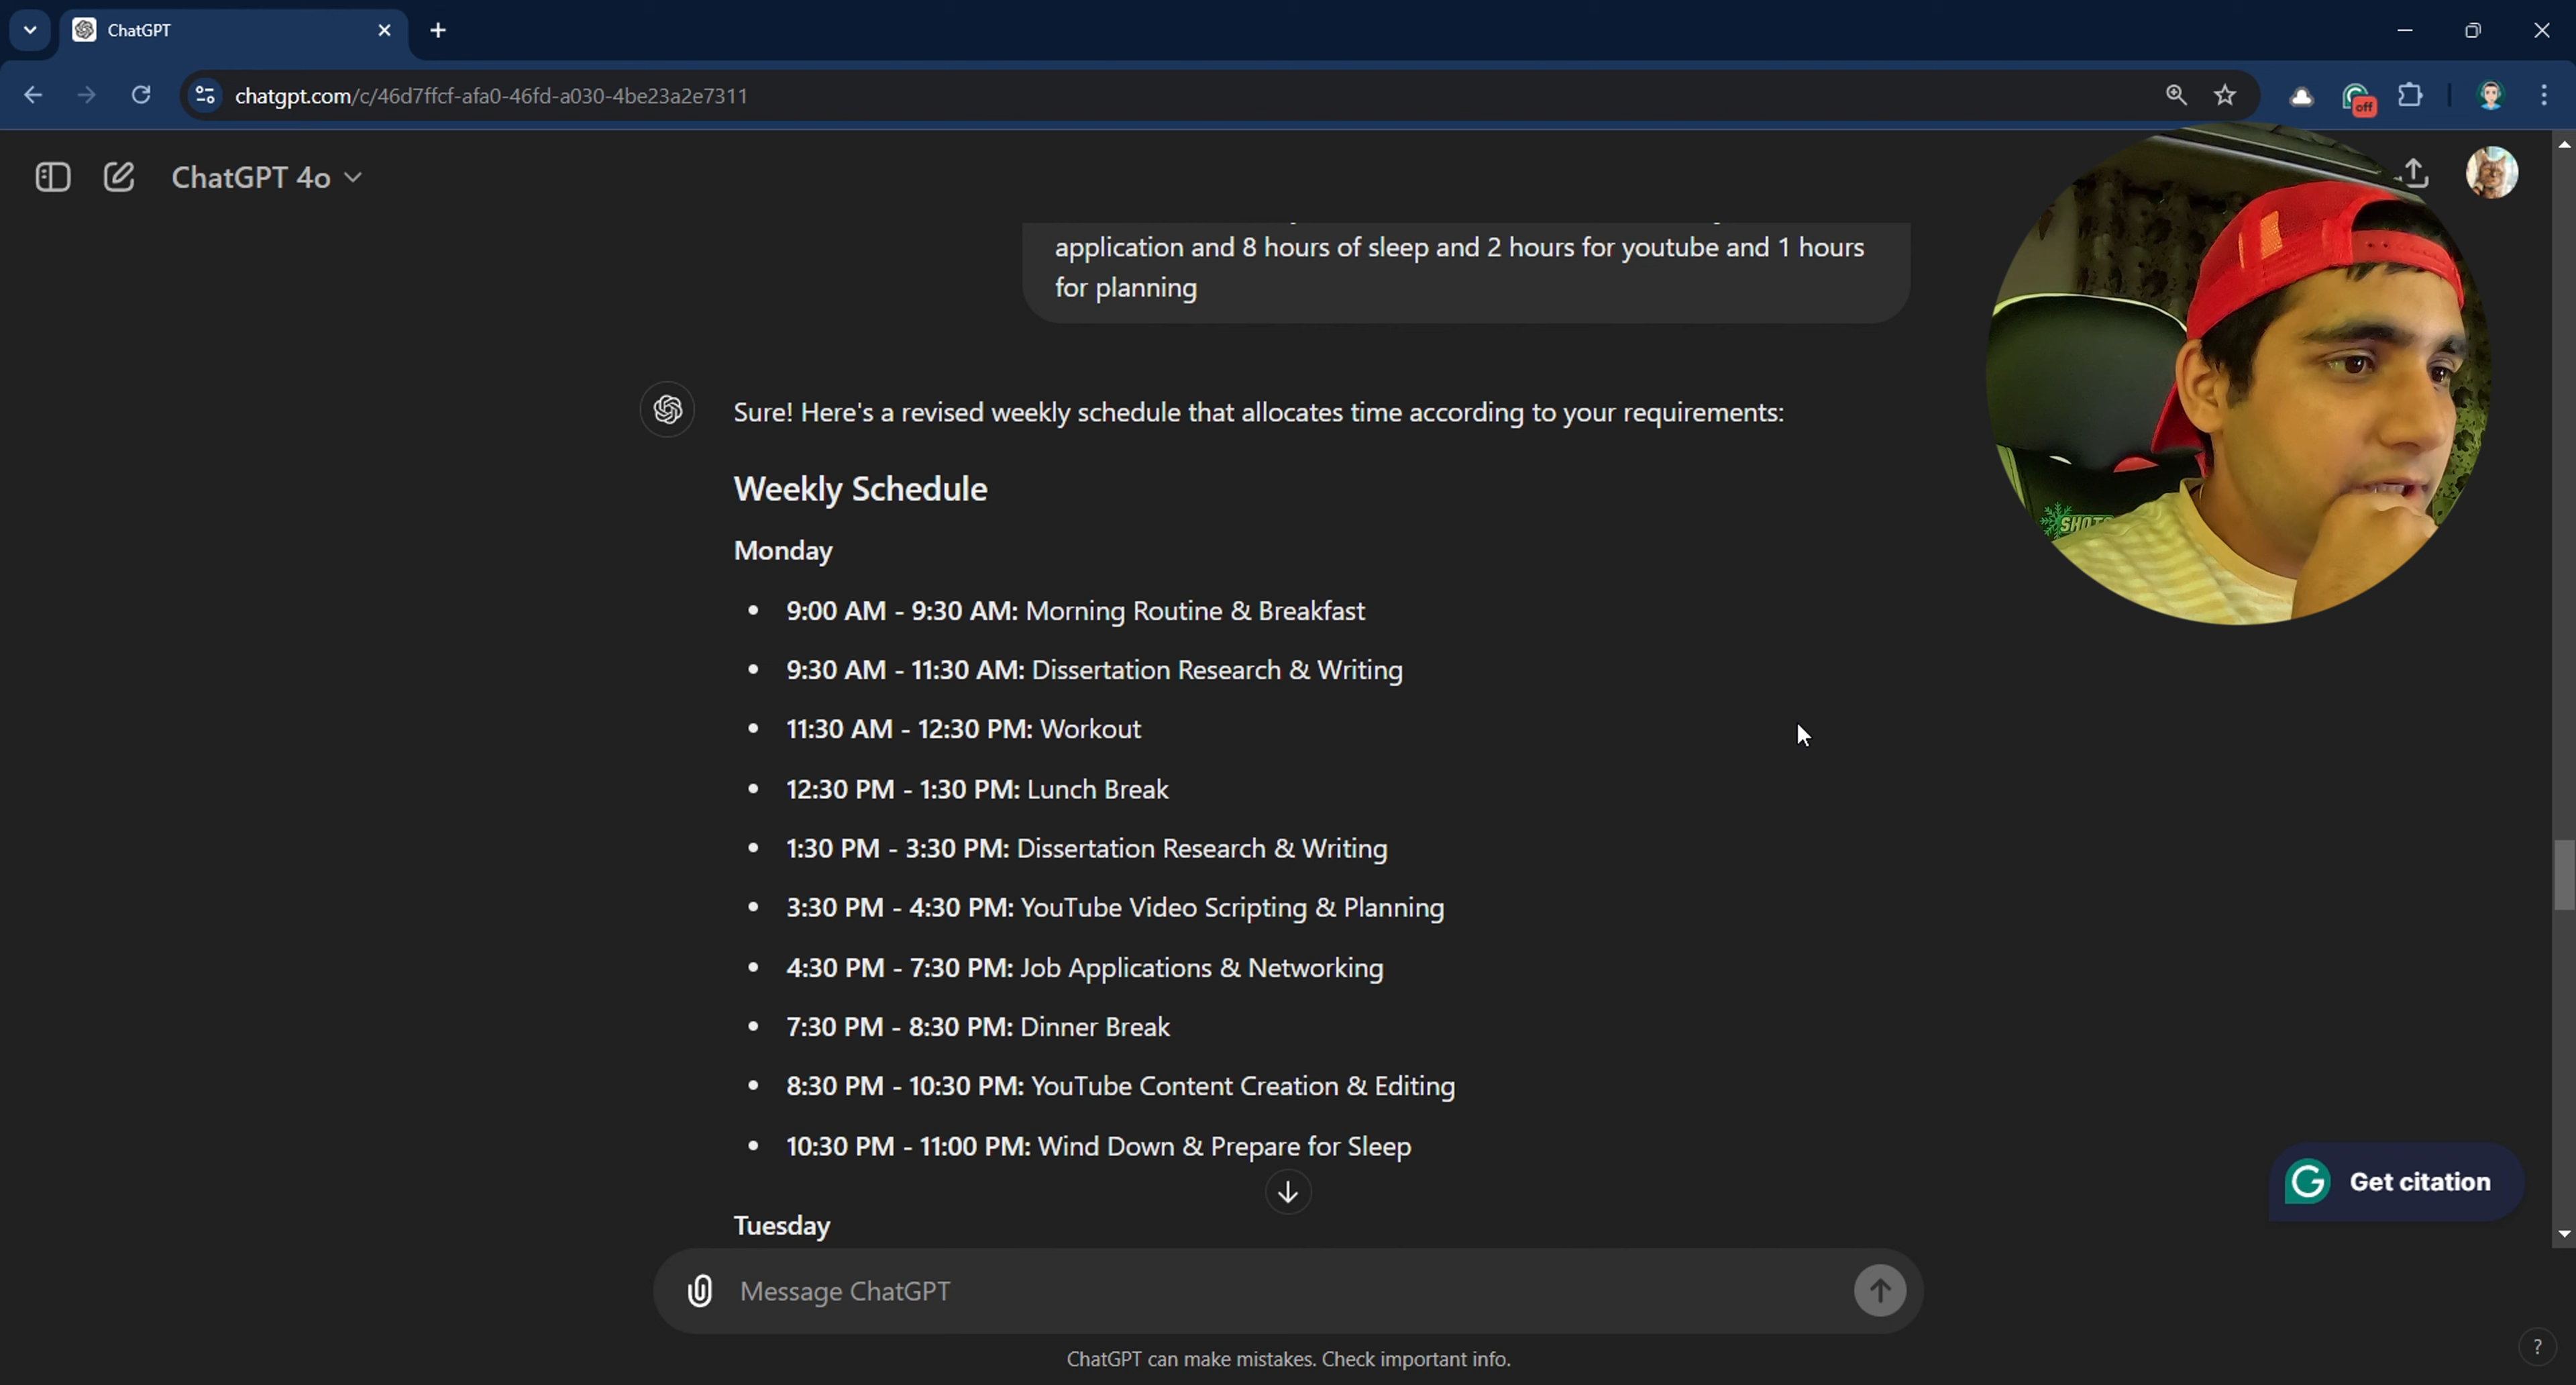 ChatGPT
chatgpt.com/c/46d7ffcf-afa0-46fd-a030-4be23a2e7311
off
ChatGPT 4o
application and 8 hours of sleep and 2 hours for youtube and 1 hours
for planning
Sure! Here's a revised weekly schedule that allocates time according to your requirements:
Weekly Schedule
Monday
• 9:00 AM - 9:30 AM: Morning Routine & Breakfast
• 9:30 AM - 11:30 AM: Dissertation Research & Writing
• 11:30 AM - 12:30 PM: Workout
• 12:30 PM - 1:30 PM: Lunch Break
• 1:30 PM - 3:30 PM: Dissertation Research & Writing
• 3:30 PM - 4:30 PM: YouTube Video Scripting & Planning
• 4:30 PM - 7:30 PM: Job Applications & Networking
• 7:30 PM - 8:30 PM: Dinner Break
• 8:30 PM - 10:30 PM: YouTube Content Creation & Editing
• 10:30 PM - 11:00 PM: Wind Down & Prepare for Sleep
Tuesday
Get citation
Message ChatGPT
ChatGPT can make mistakes. Check important info.
?